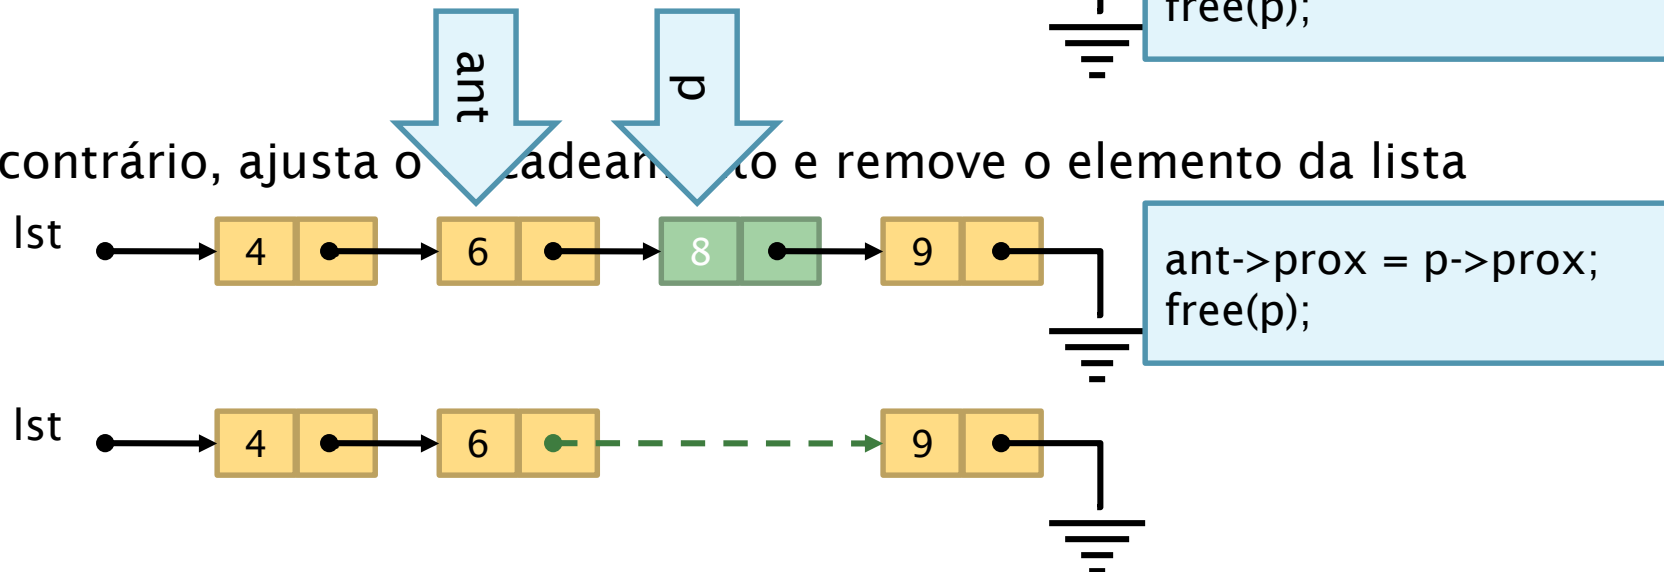 free(p);
ant
p
contrário, ajusta o e remove o elemento da lista
lst 4 6 8 9
ant->prox = p->prox;
free(p);
lst 4 6 9